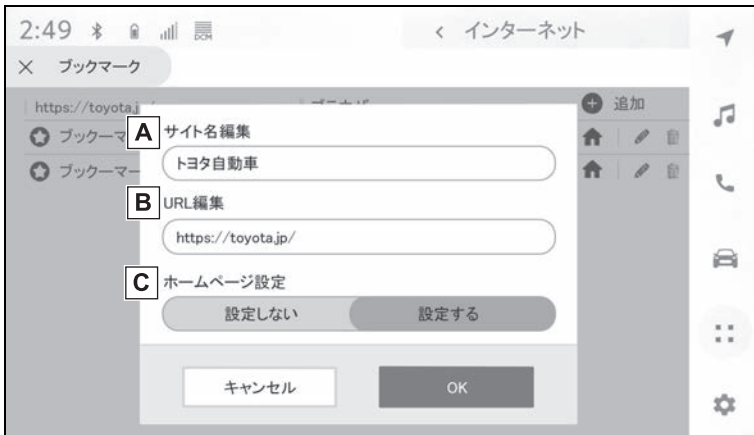 2:49 DCM < インターネット
× ブックマーク
https://toyota.j
追加
ブックーマ
A サイト名編集
トヨタ自動車
ブックーマー
B URL編集
https://toyota.jp/
C ホームページ設定
設定しない 設定する
キャンセル OK